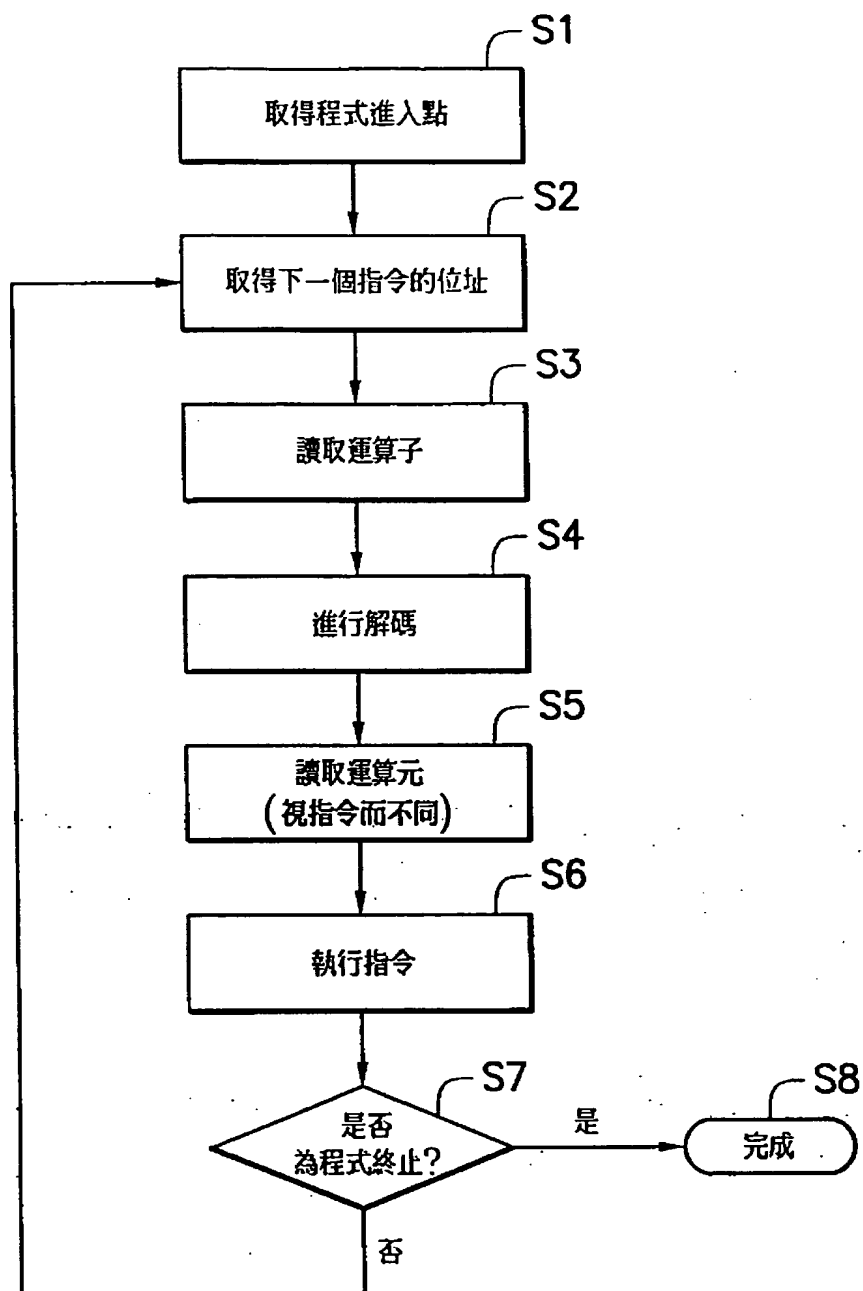 S1
取得程式進入點
S2
取得下一個指令的位址
S3
讀取運算子
S4
進行解碼
S5
讀取運算元
(視指令而不同)
S6
執行指令
S7
是否
為程式終止?
是
S8
完成
否